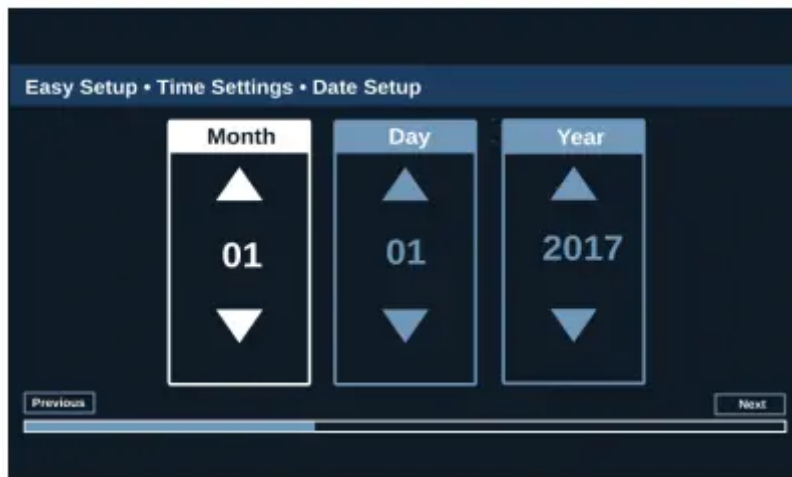 Easy Setup • Time Settings • Date Setup
Month Day Year
01 01 2017
Previous Next